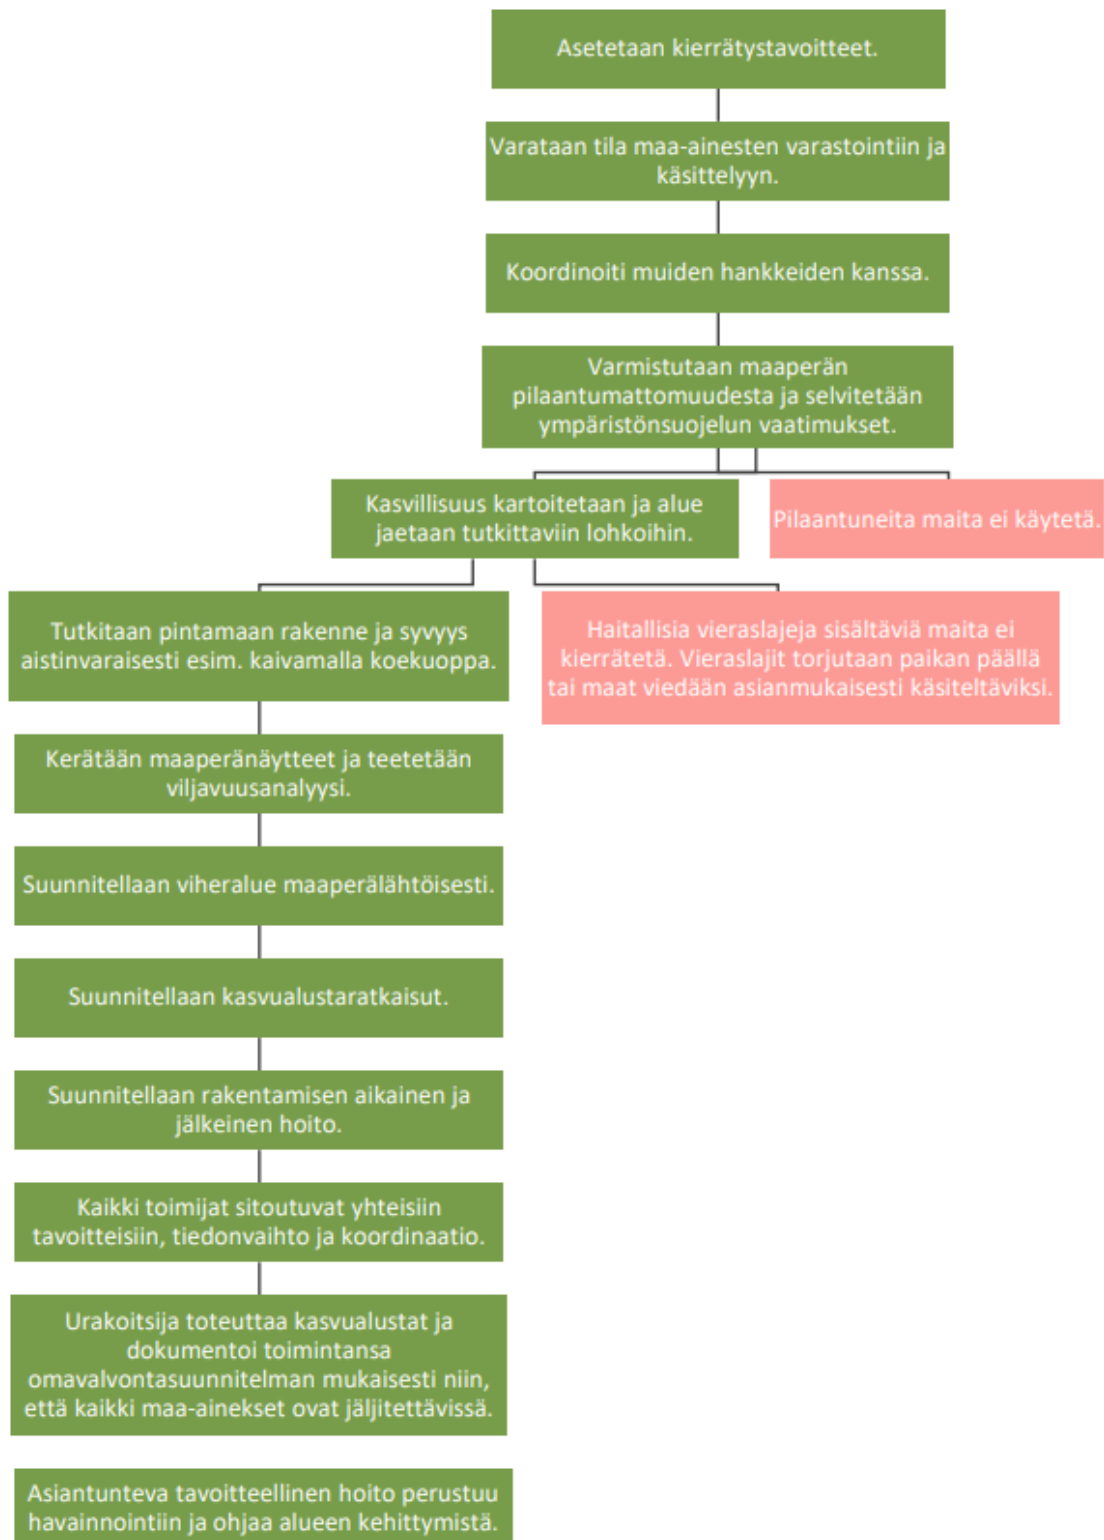 Asetetaan kierrätystavoitteet.
Varataan tila maa-ainesten varastointiin ja
käsittelyyn.
Koordinoiti muiden hankkeiden kanssa.
Varmistutaan maaperän
pilaantumattomuudesta ja selvitetään
ympäristönsuojelun vaatimukset.
Kasvillisuus kartoitetaan ja alue
jaetaan tutkittaviin lohkoihin.
Pilaantuneita maita ei käytetä.
Tutkitaan pintamaan rakenne ja syvyys
aistinvaraisesti esim. kaivamalla koekuoppa.
Haitallisia vieraslajeja sisältäviä maita ei
kierrätetä. Vieraslajit torjutaan paikan päällä
tai maat viedään asianmukaisesti käsiteltäviksi.
Kerätään maaperänäytteet ja teetetään
viljavuusanalyysi.
Suunnitellaan viheralue maaperälähtöisesti.
Suunnitellaan kasvualustaratkaisut.
Suunnitellaan rakentamisen aikainen ja
jälkeinen hoito.
Kaikki toimijat sitoutuvat yhteisiin
tavoitteisiin, tiedonvaihto ja koordinaatio.
Urakoitsija toteuttaa kasvualustat ja
dokumentoi toimintansa
omavalvontasuunnitelman mukaisesti niin,
että kaikki maa-ainekset ovat jäljitettävissä.
Asiantunteva tavoitteellinen hoito perustuu
havainnointiin ja ohjaa alueen kehittymistä.